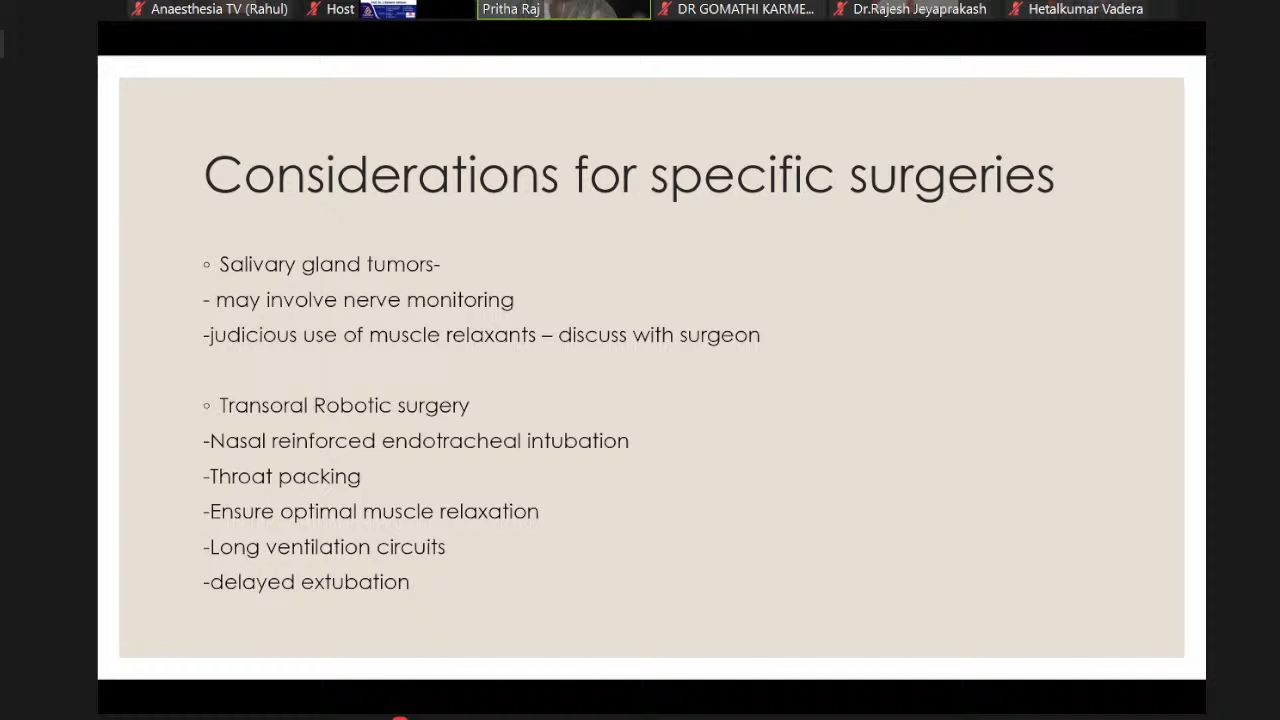 Anaesthesia TV (Rahul) Host Pritha Raj DR GOMATHI KARME... Dr.Rajesh Jeyaprakash Hetalkumar Vadera
Considerations for specific surgeries
◦ Salivary gland tumors-
- may involve nerve monitoring
-judicious use of muscle relaxants – discuss with surgeon
◦ Transoral Robotic surgery
-Nasal reinforced endotracheal intubation
-Throat packing
-Ensure optimal muscle relaxation
-Long ventilation circuits
-delayed extubation